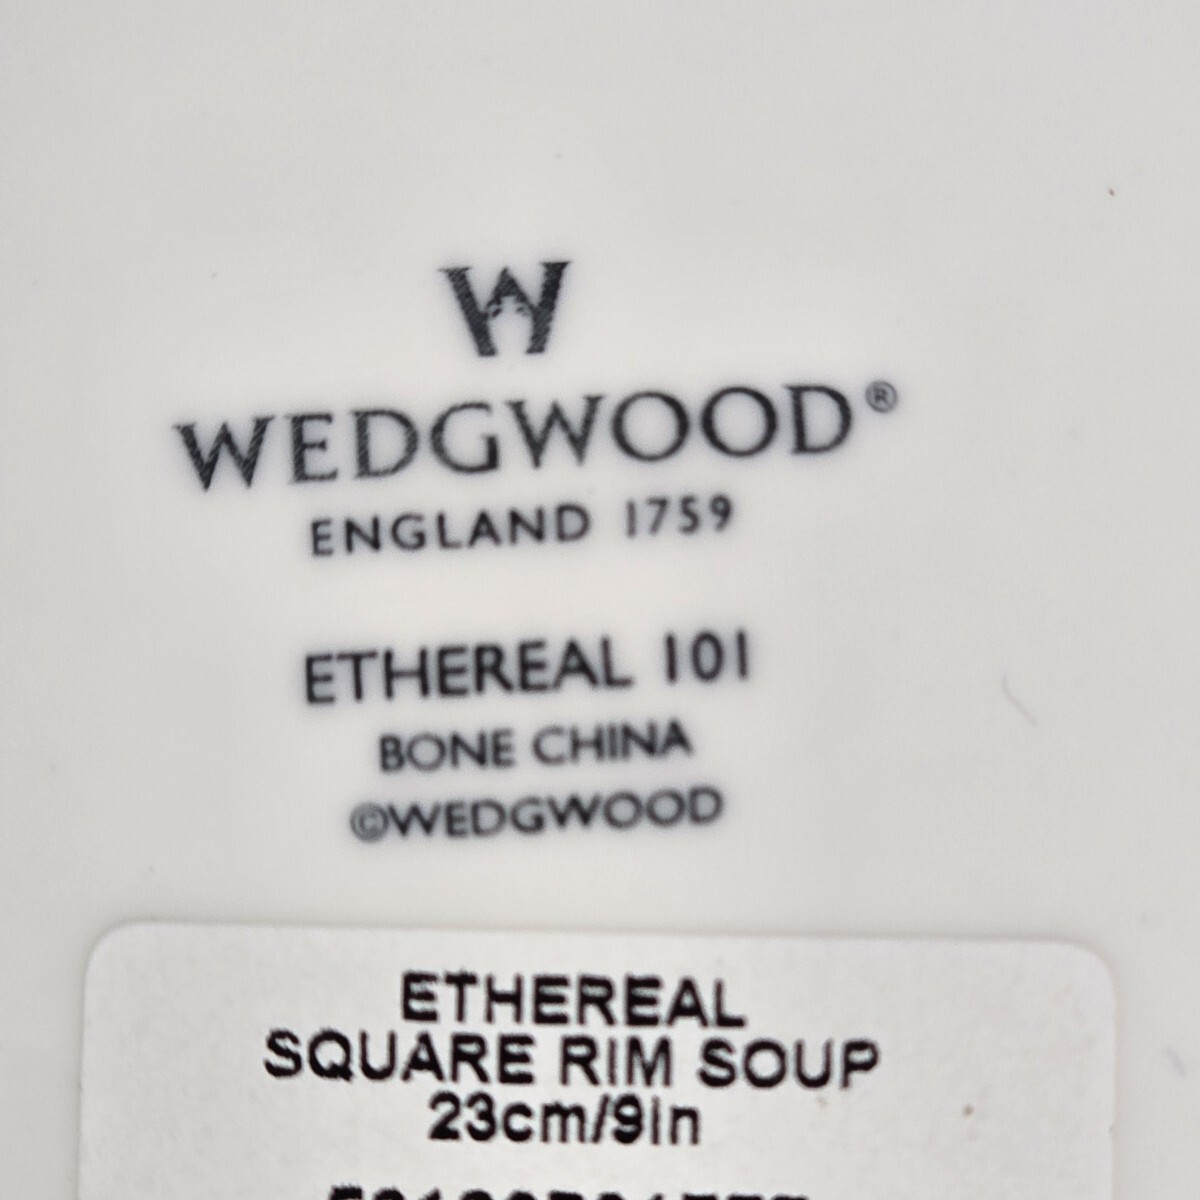 W
WEDGWOOD®
ENGLAND 1759
ETHEREAL 101
BONE CHINA
©WEDGWOOD
ETHEREAL
SQUARE RIM SOUP
23cm/9in